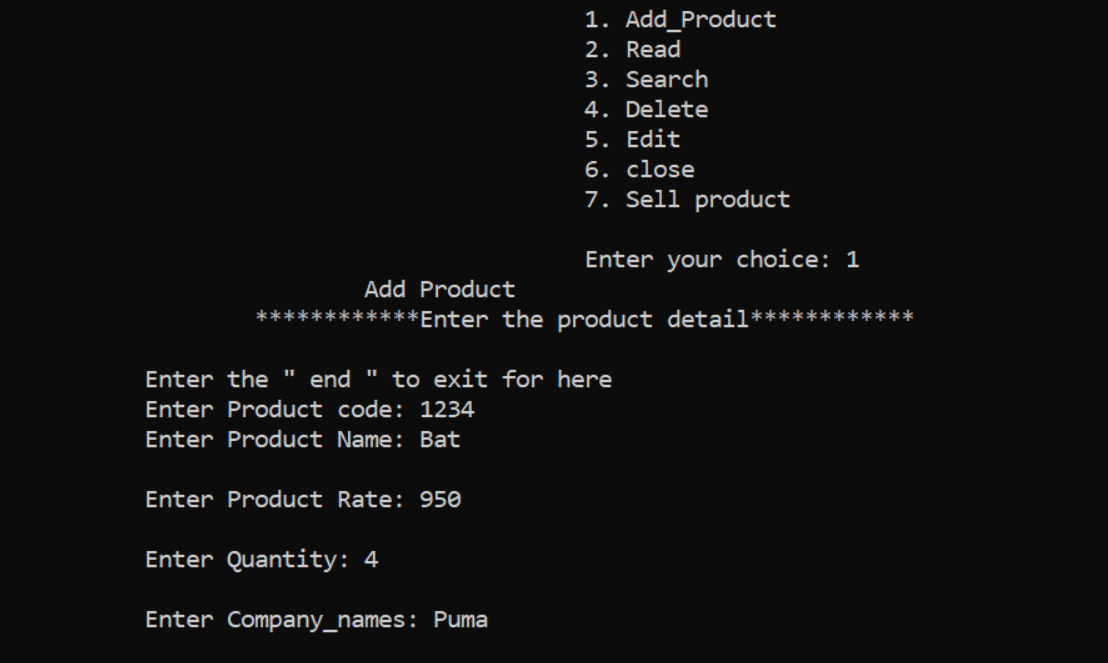 1. Add_Product
2. Read
3. Search
4. Delete
5. Edit
6. close
7. Sell product
Enter your choice: 1
Add Product
************Enter the product detail************
Enter the " end " to exit for here
Enter Product code: 1234
Enter Product Name: Bat
Enter Product Rate: 950
Enter Quantity: 4
Enter Company_names: Puma